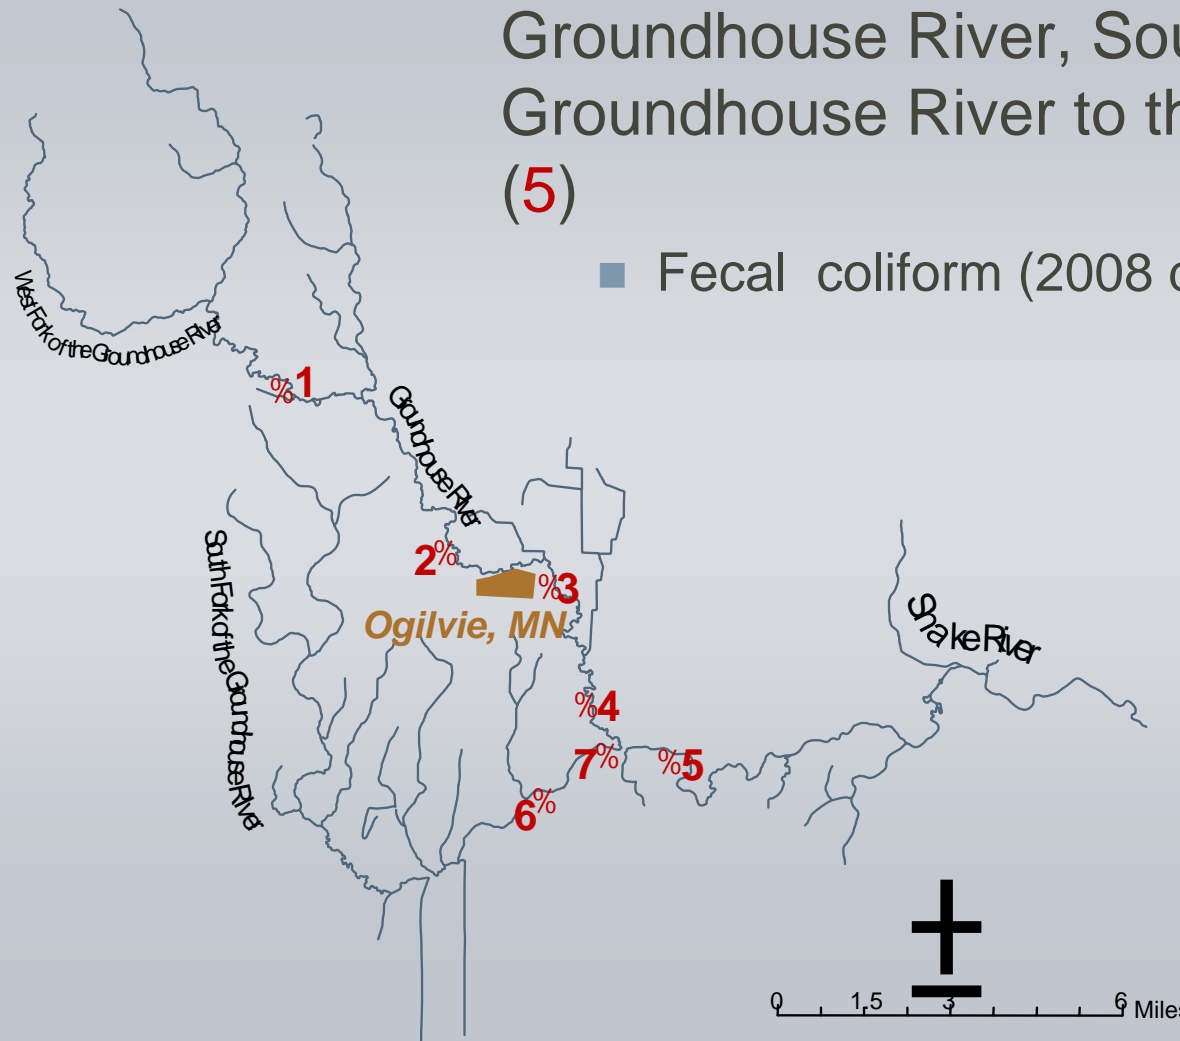 Groundhouse River, Sou
Groundhouse River to th
(5)
■ Fecal coliform (2008 
West Fork of the Groundhouse River
%1
Groundhouse River
South Fork of the Groundhouse River
2%
%3
Ogilvie, MN
Snake River
%4
7%
%5
6%
±
0 1.5 3 6 Miles